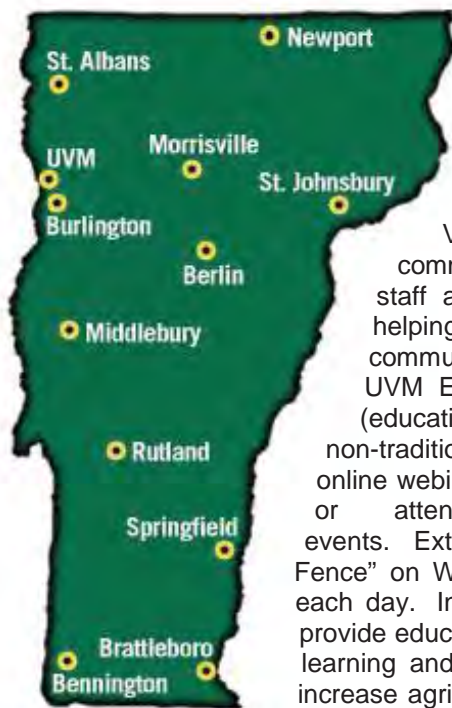 Newport
St. Albans
UVM
Morrisville
St. Johnsbury
Burlington
Berlin
Middlebury
Rutland
Springfield
Brattleboro
Bennington
V
comm
staff a
helping
commu
UVM E
(educati
non-traditio
online webi
or atten
events. Ext
Fence” on W
each day. In
provide educ
learning and
increase agri